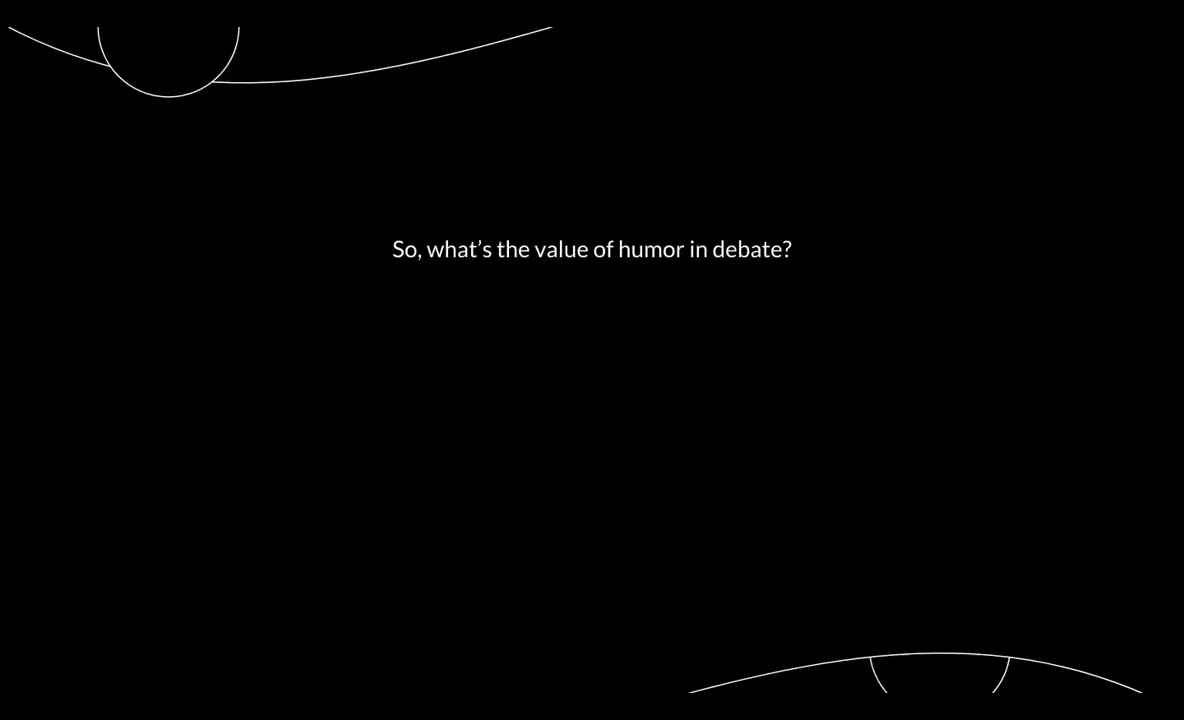 So, what’s the value of humor in debate?